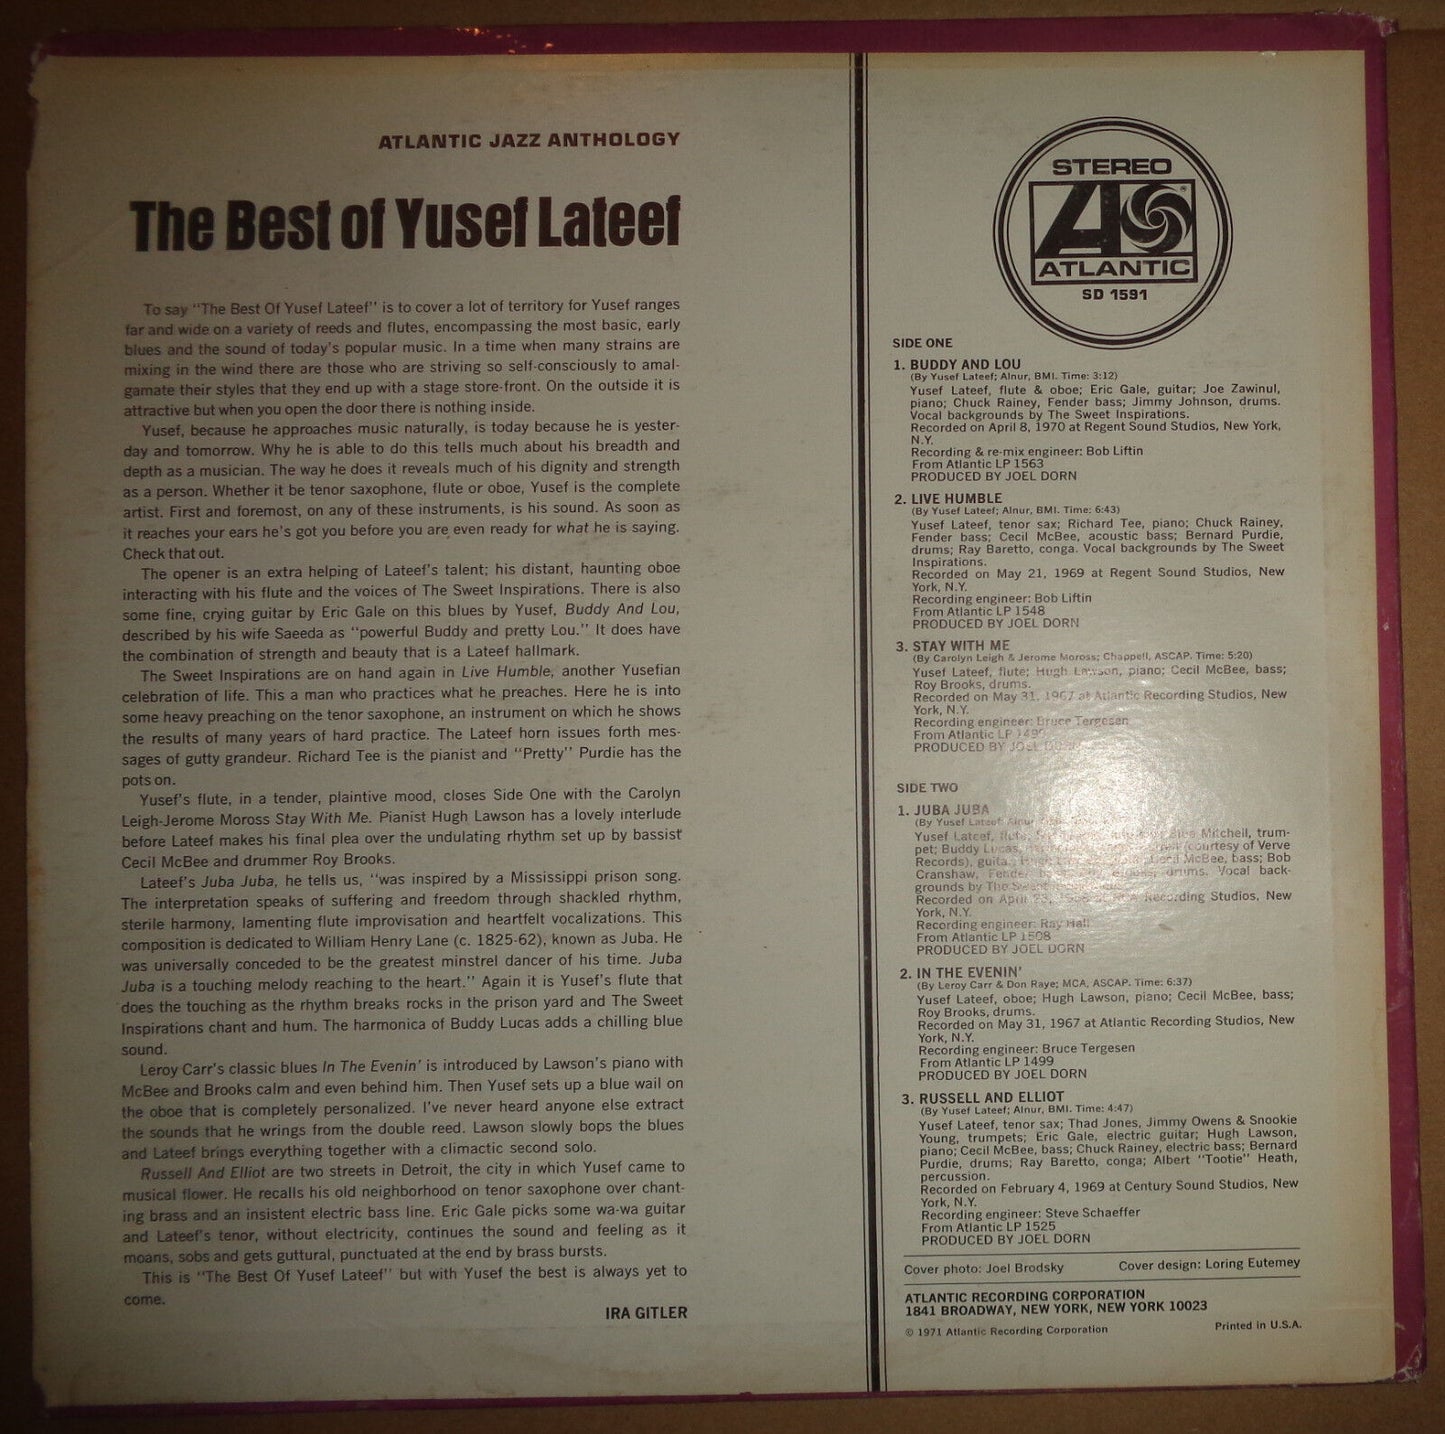 ATLANTIC JAZZ ANTHOLOGY
The Best of Yusef Lateef
To say "The Best Of Yusef Lateef" is to cover a lot of territory for Yusef ranges
far and wide on a variety of reeds and flutes, encompassing the most basic, early
blues and the sound of today's popular music. In a time when many strains are
mixing in the wind there are those who are striving so self-consciously to amal-
gamate their styles that they end up with a stage store-front. On the outside it is
attractive but when you open the door there is nothing inside.
Yusef, because he approaches music naturally, is today because he is yester-
day and tomorrow. Why he is able to do this tells much about his breadth and
depth as a musician. The way he does it reveals much of his dignity and strength
as a person. Whether it be tenor saxophone, flute or oboe, Yusef is the complete
artist. First and foremost, on any of these instruments, is his sound. As soon as
it reaches your ears he's got you before you are even ready for what he is saying.
Check that out.
The opener is an extra helping of Lateef's talent; his distant, haunting oboe
interacting with his flute and the voices of The Sweet Inspirations. There is also
some fine, crying guitar by Eric Gale on this blues by Yusef, Buddy And Lou,
described by his wife Saeeda as "powerful Buddy and pretty Lou." It does have
the combination of strength and beauty that is a Lateef hallmark.
The Sweet Inspirations are on hand again in Live Humble, another Yusefian
celebration of life. This a man who practices what he preaches. Here he is into
some heavy preaching on the tenor saxophone, an instrument on which he shows
the results of many years of hard practice. The Lateef horn issues forth mes-
sages of gutty grandeur. Richard Tee is the pianist and "Pretty" Purdie has the
pots on.
Yusef's flute, in a tender, plaintive mood, closes Side One with the Carolyn
Leigh-Jerome Moross Stay With Me. Pianist Hugh Lawson has a lovely interlude
before Lateef makes his final plea over the undulating rhythm set up by bassist
Cecil McBee and drummer Roy Brooks.
Lateef's Juba Juba, he tells us, "was inspired by a Mississippi prison song.
The interpretation speaks of suffering and freedom through shackled rhythm,
sterile harmony, lamenting flute improvisation and heartfelt vocalizations. This
composition is dedicated to William Henry Lane (c. 1825-62), known as Juba. He
was universally conceded to be the greatest minstrel dancer of his time. Juba
Juba is a touching melody reaching to the heart." Again it is Yusef's flute that
does the touching as the rhythm breaks rocks in the prison yard and The Sweet
Inspirations chant and hum. The harmonica of Buddy Lucas adds a chilling blue
sound.
Leroy Carr's classic blues In The Evenin' is introduced by Lawson's piano with
McBee and Brooks calm and even behind him. Then Yusef sets up a blue wail on
the oboe that is completely personalized. I've never heard anyone else extract
the sounds that he wrings from the double reed. Lawson slowly bops the blues
and Lateef brings everything together with a climactic second solo.
Russell And Elliot are two streets in Detroit, the city in which Yusef came to
musical flower. He recalls his old neighborhood on tenor saxophone over chant-
ing brass and an insistent electric bass line. Eric Gale picks some wa-wa guitar
and Lateef's tenor, without electricity, continues the sound and feeling as it
moans, sobs and gets guttural, punctuated at the end by brass bursts.
This is "The Best Of Yusef Lateef" but with Yusef the best is always yet to
come.
IRA GITLER
STEREO
®
ATLANTIC
SD 1591
SIDE ONE
1. BUDDY AND LOU
(By Yusef Lateef; Alnur, BMI. Time: 3:12)
Yusef Lateef, flute & oboe; Eric Gale, guitar; Joe Zawinul,
piano; Chuck Rainey, Fender bass; Jimmy Johnson, drums.
Vocal backgrounds by The Sweet Inspirations.
Recorded on April 8, 1970 at Regent Sound Studios, New York,
N.Y.
Recording & re-mix engineer: Bob Liftin
From Atlantic LP 1563
PRODUCED BY JOEL DORN
2. LIVE HUMBLE
(By Yusef Lateef; Alnur, BMI. Time: 6:43)
Yusef Lateef, tenor sax; Richard Tee, piano; Chuck Rainey,
Fender bass; Cecil McBee, acoustic bass; Bernard Purdie,
drums; Ray Baretto, conga. Vocal backgrounds by The Sweet
Inspirations.
Recorded on May 21, 1969 at Regent Sound Studios, New
York, N.Y.
Recording engineer: Bob Liftin
From Atlantic LP 1548
PRODUCED BY JOEL DORN
3. STAY WITH ME
(By Carolyn Leigh & Jerome Moross; Chappell, ASCAP. Time: 5:20)
Yusef Lateef, flute; Hugh Lawson, piano; Cecil McBee, bass;
Roy Brooks, drums.
Recorded on May 31, 1967 at Atlantic Recording Studios, New
York, N.Y.
Recording engineer: Bruce Tergesen
From Atlantic LP
PRODUCED BY JOEL DORN
SIDE TWO
1. JUBA JUBA
(By Yusef Lateef;
Yusef Lateef, flute; Mitchell, trum-
pet; Buddy Lucas, (courtesy of Verve
Records), guitar; Cecil McBee, bass; Bob
Cranshaw, Fender drums. Vocal back-
grounds by The Sweet
Recorded on April Recording Studios, New
York, N.Y.
Recording engineer: Ray Hall
From Atlantic LP 1508
PRODUCED BY JOEL DORN
2. IN THE EVENIN'
(By Leroy Carr & Don Raye; MCA, ASCAP. Time: 6:37)
Yusef Lateef, oboe; Hugh Lawson, piano; Cecil McBee, bass;
Roy Brooks, drums.
Recorded on May 31, 1967 at Atlantic Recording Studios, New
York, N.Y.
Recording engineer: Bruce Tergesen
From Atlantic LP 1499
PRODUCED BY JOEL DORN
3. RUSSELL AND ELLIOT
(By Yusef Lateef; Alnur, BMI. Time: 4:47)
Yusef Lateef, tenor sax; Thad Jones, Jimmy Owens & Snookie
Young, trumpets; Eric Gale, electric guitar; Hugh Lawson,
piano; Cecil McBee, bass; Chuck Rainey, electric bass; Bernard
Purdie, drums; Ray Baretto, conga; Albert "Tootie" Heath,
percussion.
Recorded on February 4, 1969 at Century Sound Studios, New
York, N.Y.
Recording engineer: Steve Schaeffer
From Atlantic LP 1525
PRODUCED BY JOEL DORN
Cover photo: Joel Brodsky Cover design: Loring Eutemey
ATLANTIC RECORDING CORPORATION
1841 BROADWAY, NEW YORK, NEW YORK 10023
© 1971 Atlantic Recording Corporation Printed in U.S.A.